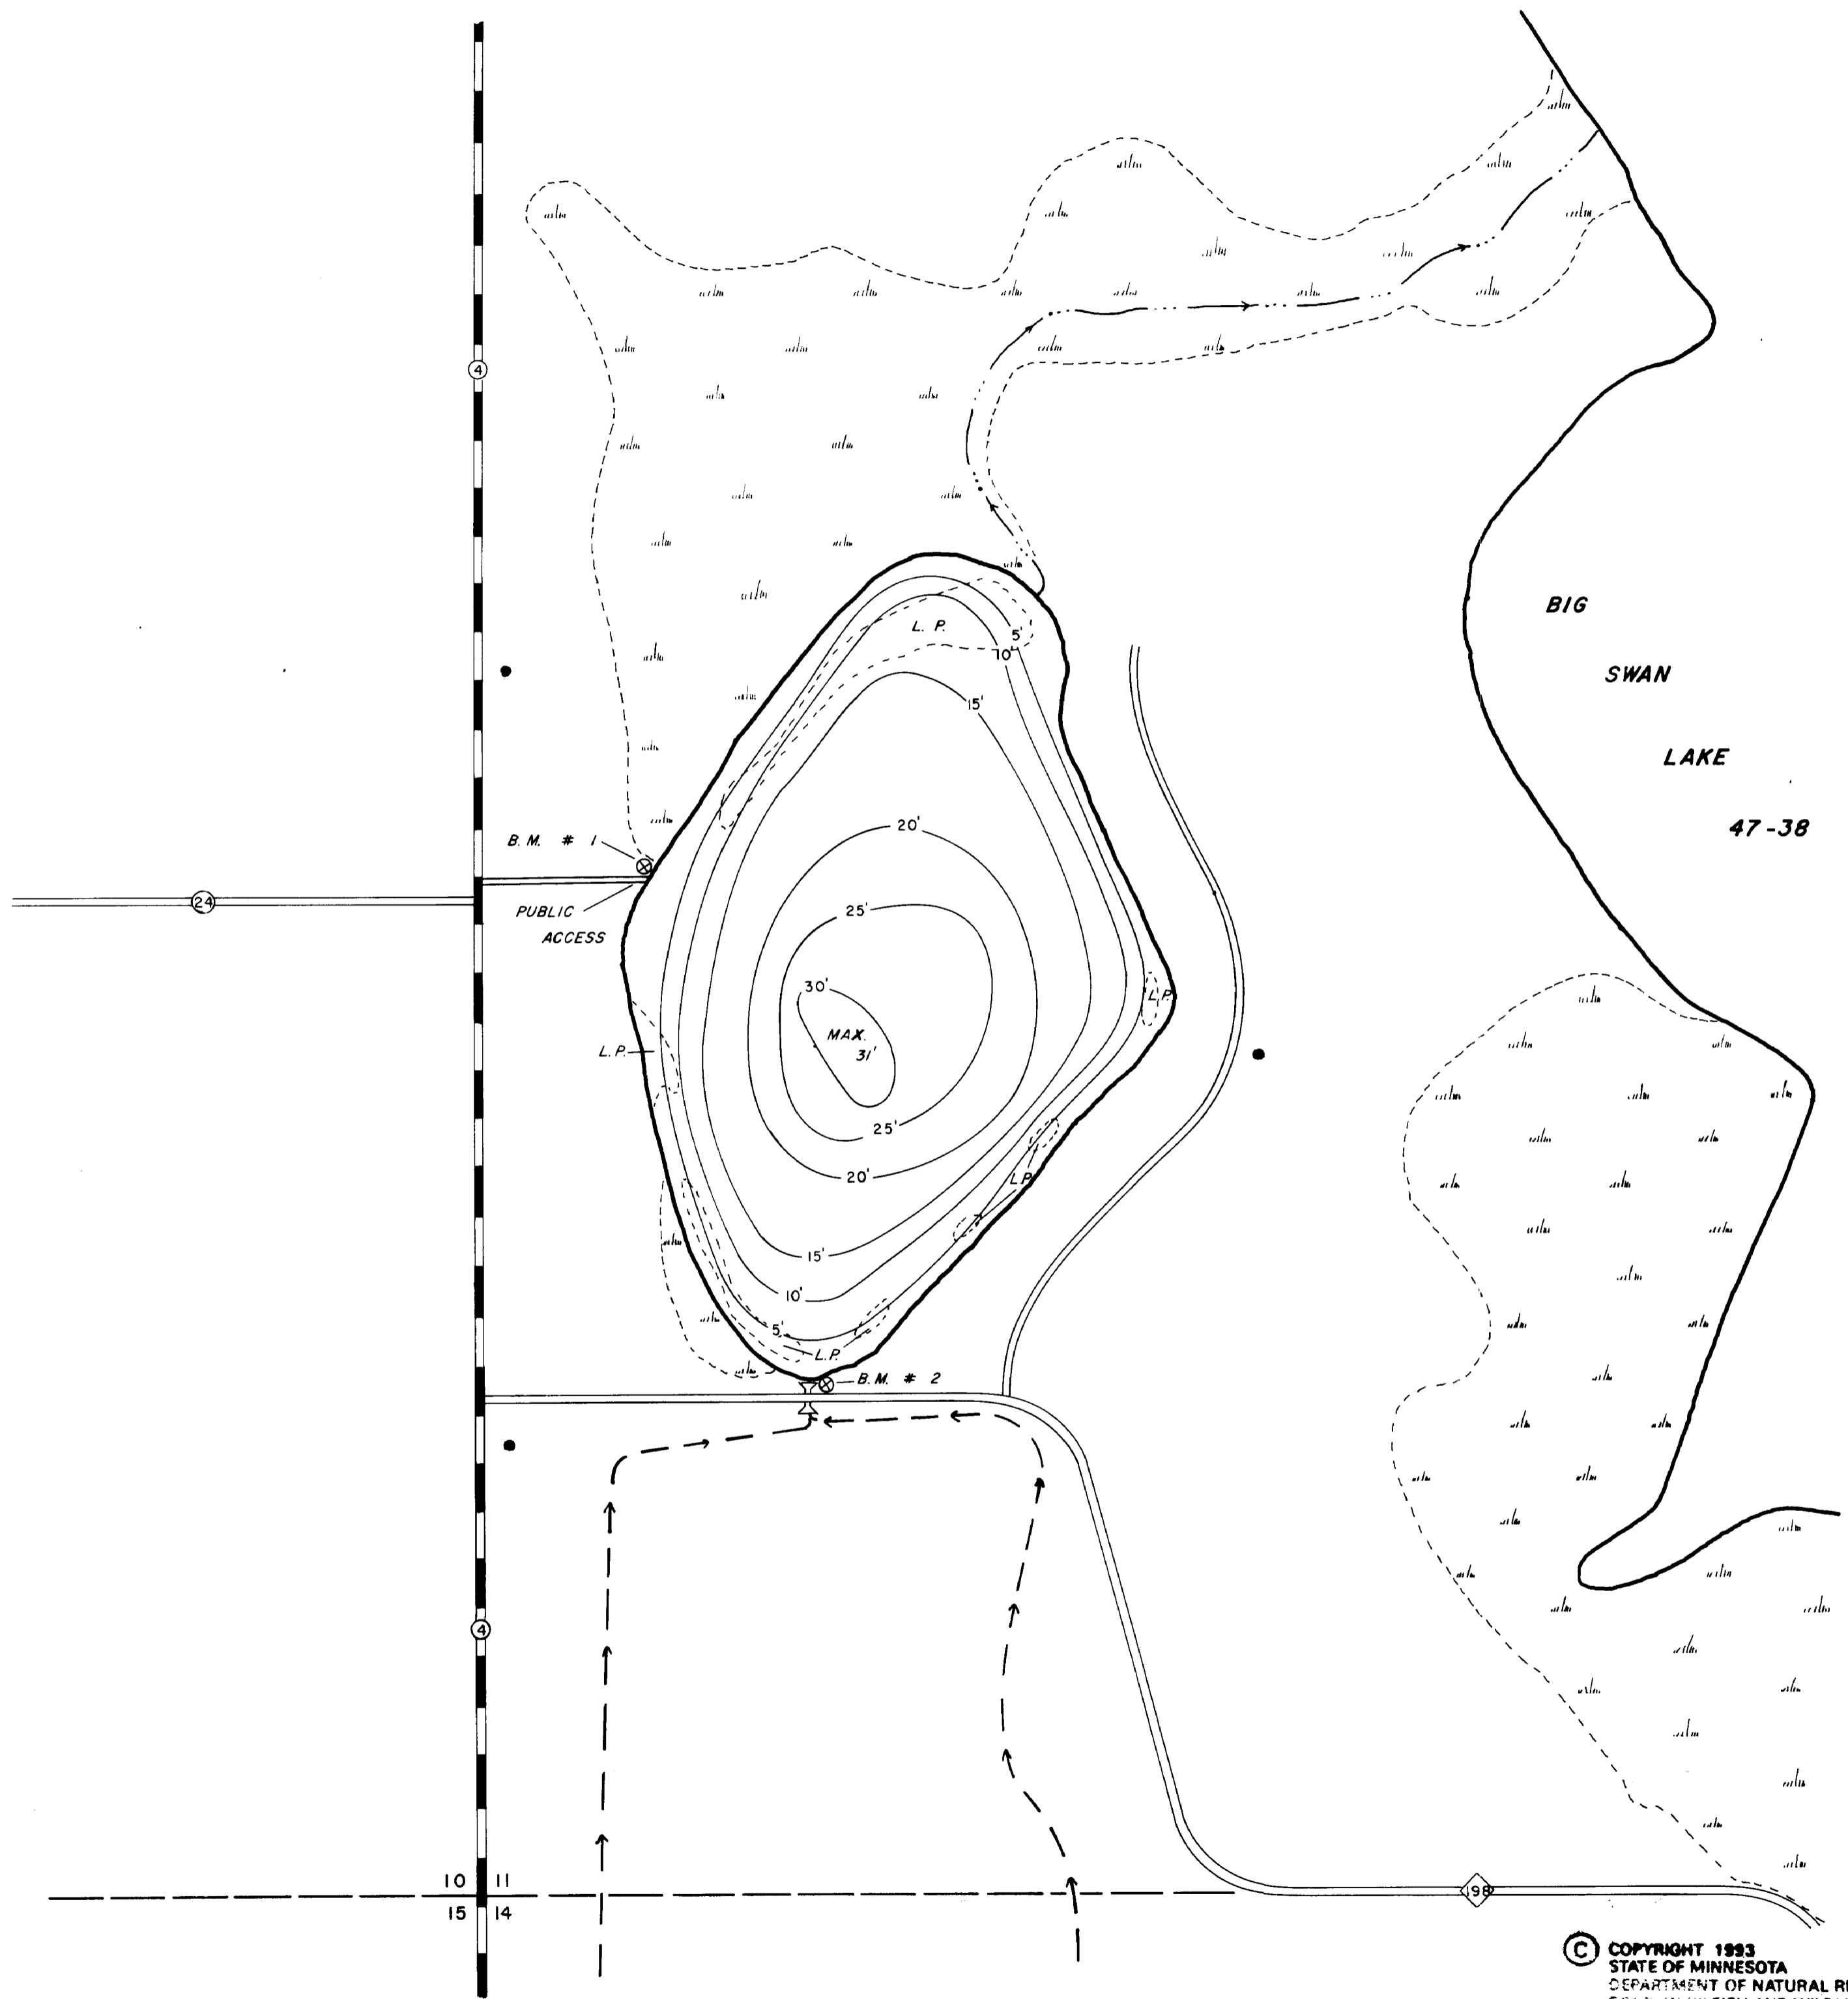 4
L. P.
5'
10'
15'
BIG
SWAN
LAKE
47-38
20'
B. M. # 1
24
PUBLIC
ACCESS
25'
30'
MAX.
31'
L.P.
L.P.
25'
20'
L.P.
15'
10'
5'
L.P.
B. M. # 2
4
10 11
15 14
198
© COPYRIGHT 1993
STATE OF MINNESOTA
DEPARTMENT OF NATURAL